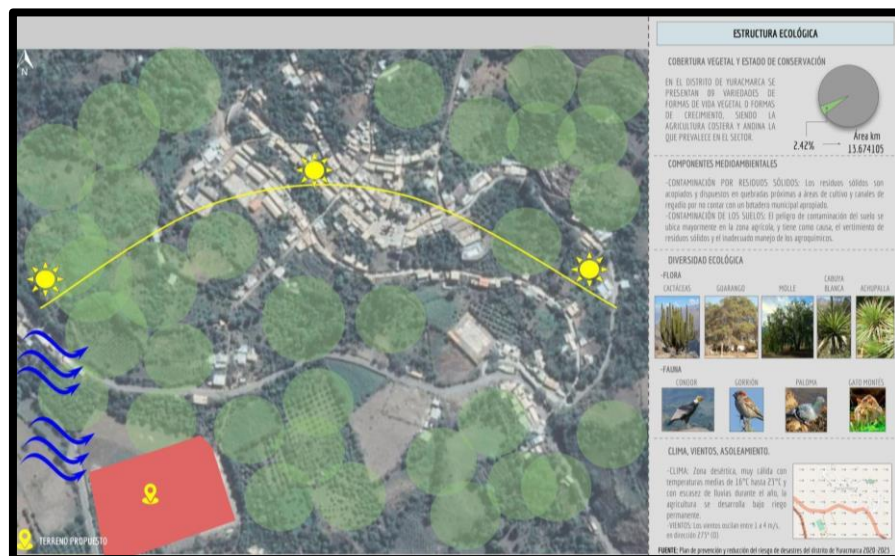 N
TERRENO PROPUESTO
ESTRUCTURA ECOLÓGICA
COBERTURA VEGETAL Y ESTADO DE CONSERVACIÓN
EN EL DISTRITO DE YURACMARCA SE
PRESENTAN 09 VARIEDADES DE
FORMAS DE VIDA VEGETAL O FORMAS
DE CRECIMIENTO, SIENDO LA
AGRICULTURA COSTERA Y ANDINA LA
QUE PREVALECE EN EL SECTOR.
2.42%
Área km
13.674105
COMPONENTES MEDIOAMBIENTALES
-CONTAMINACIÓN POR RESIDUOS SÓLIDOS: Los residuos sólidos son
acopiados y dispuestos en quebradas próximas a áreas de cultivo y canales de
regadío por no contar con un botadero municipal apropiado.
-CONTAMINACIÓN DE LOS SUELOS: El peligro de contaminación del suelo se
ubica mayormente en la zona agrícola, y tiene como causa, el vertimiento de
residuos sólidos y el inadecuado manejo de los agroquímicos.
DIVERSIDAD ECOLÓGICA
-FLORA
CACTÁCEAS GUARANGO MOLLE CABUYA BLANCA ACHUPALLA
-FAUNA
CONDOR GORRIÓN PALOMA GATO MONTÉS
CLIMA, VIENTOS, ASOLEAMIENTO.
-CLIMA: Zona desértica, muy cálida con
temperaturas medias de 16°C hasta 23°C y
con escasez de lluvias durante el año, la
agricultura se desarrolla bajo riego
permanente.
-VIENTOS: Los vientos oscilan entre 1 a 4 m/s.
en dirección 275° (O)
FUENTE: Plan de prevención y reducción del riesgo de desastres del distrito de Yuracmarca 2020-2022